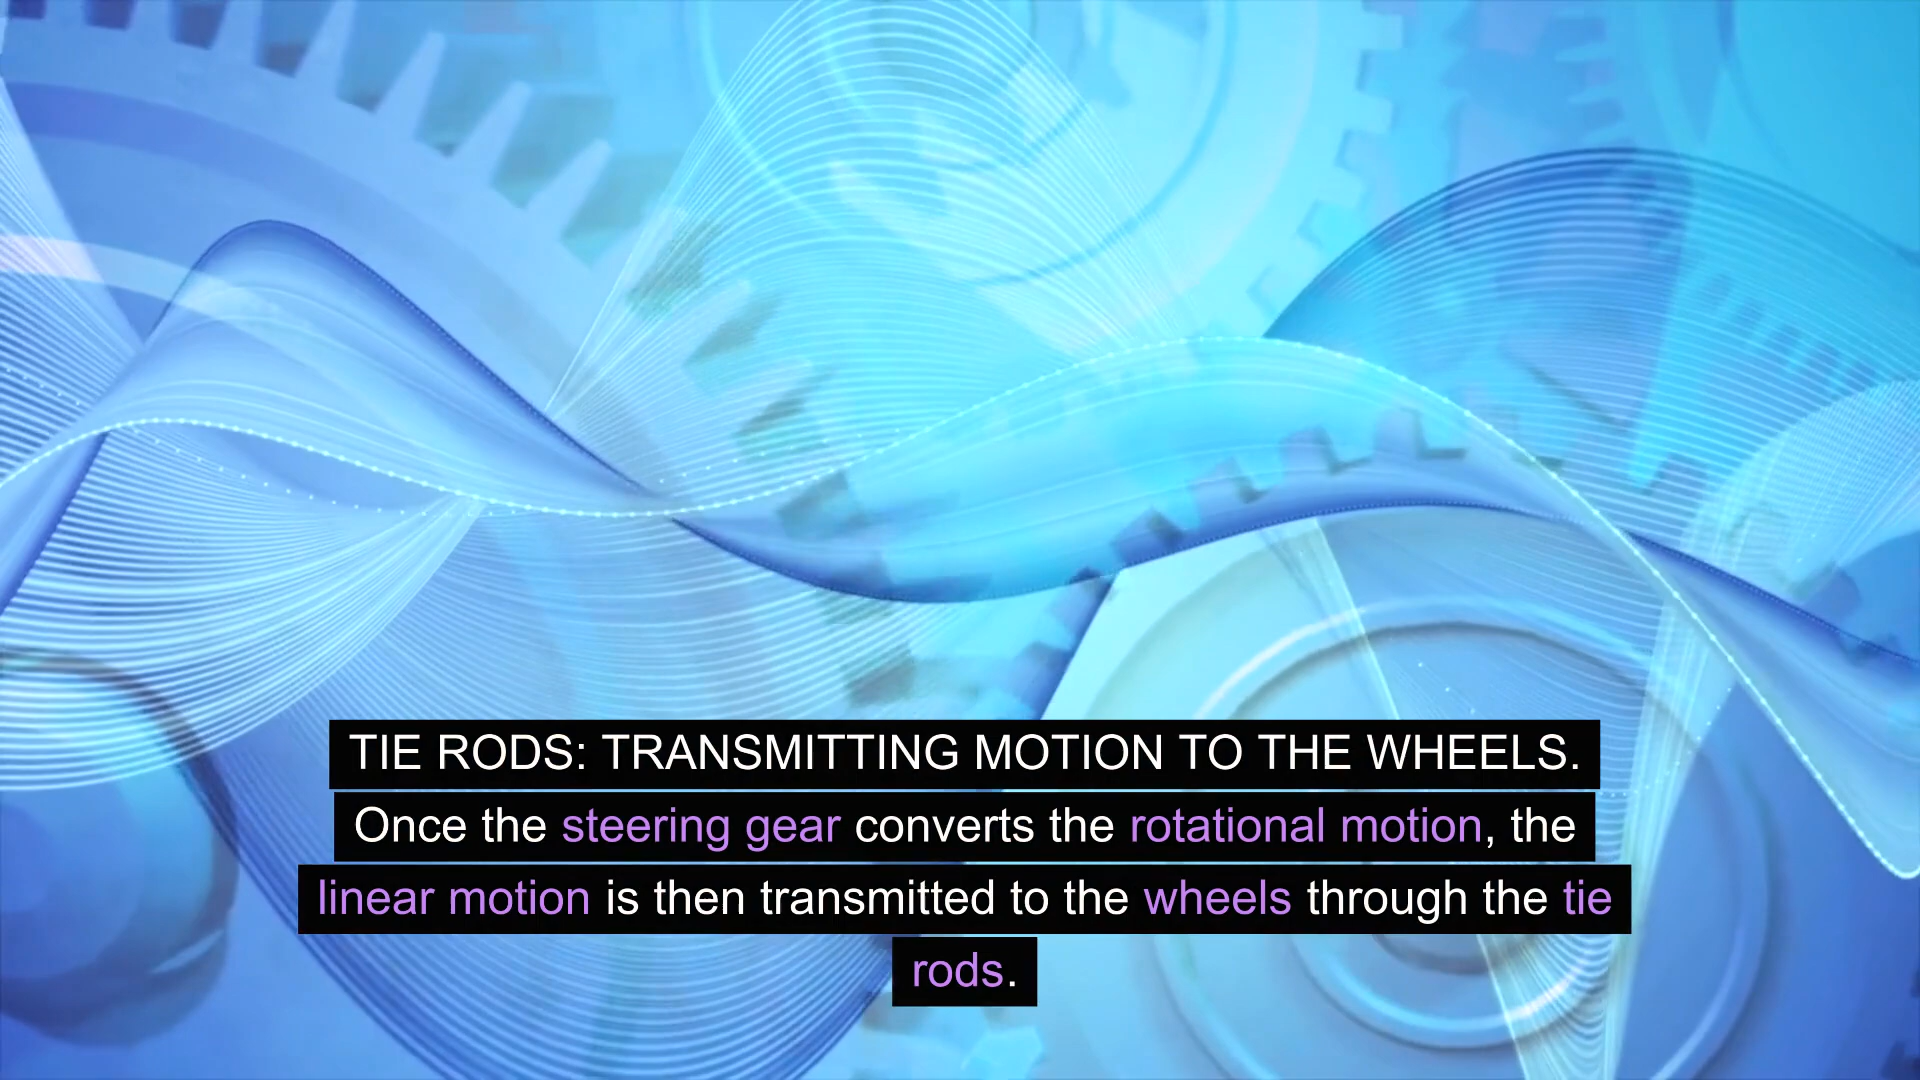 TIE RODS: TRANSMITTING MOTION TO THE WHEELS.
Once the steering gear converts the rotational motion, the
linear motion is then transmitted to the wheels through the tie
rods.